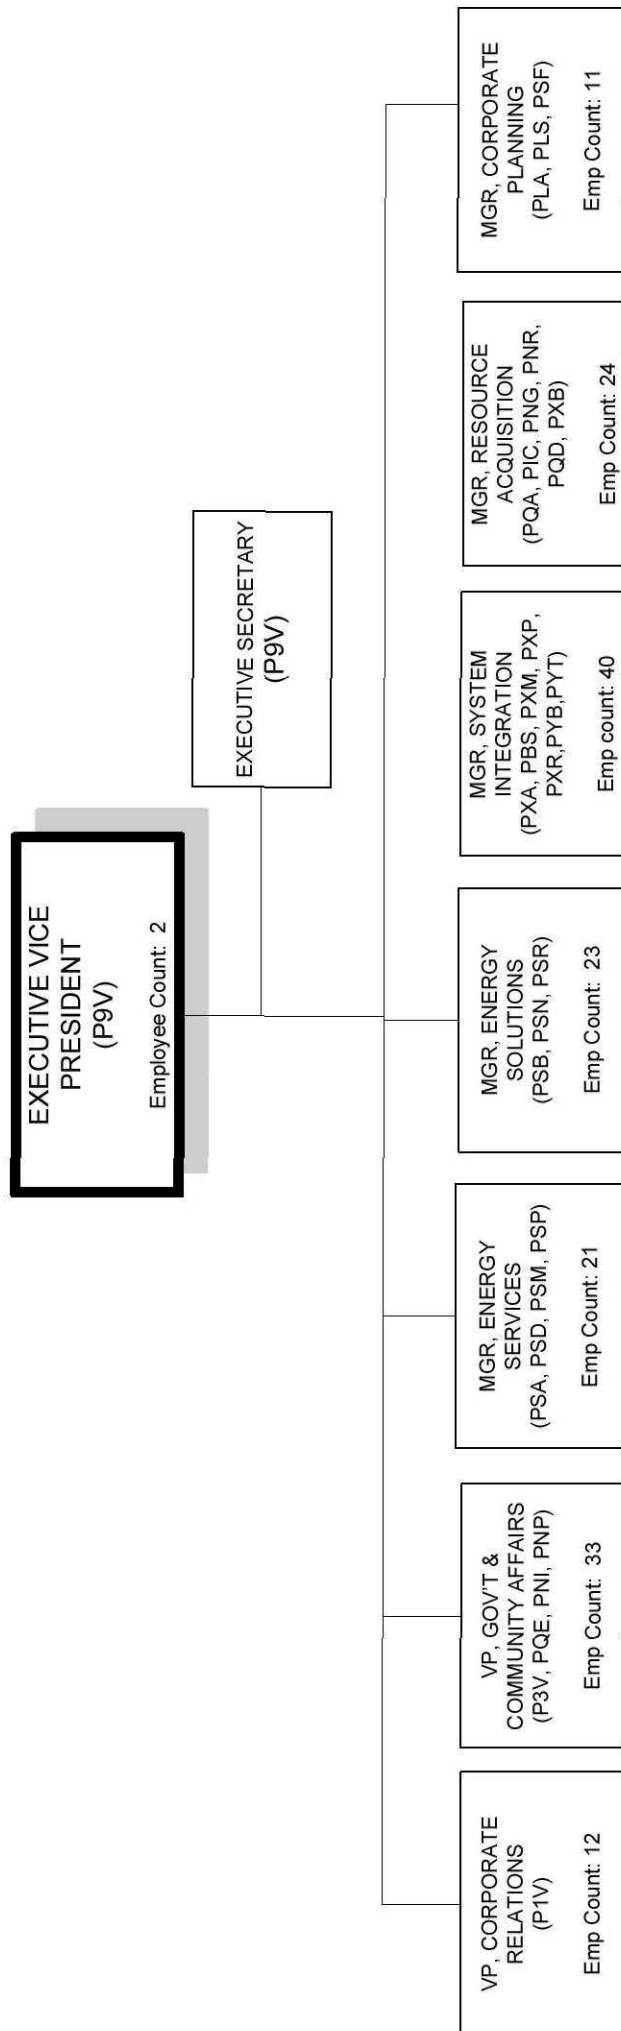 EXECUTIVE VICE
PRESIDENT
(P9V)
Employee Count: 2
EXECUTIVE SECRETARY
(P9V)
VP, CORPORATE
RELATIONS
(P1V)
Emp Count: 12
VP, GOV'T &
COMMUNITY AFFAIRS
(P3V, PQE, PNI, PNP)
Emp Count: 33
MGR, ENERGY
SERVICES
(PSA, PSD, PSM, PSP)
Emp Count: 21
MGR, ENERGY
SOLUTIONS
(PSB, PSN, PSR)
Emp Count: 23
MGR, SYSTEM
INTEGRATION
(PXA, PBS, PXM, PXP,
PXR,PYB,PYT)
Emp count: 40
MGR, RESOURCE
ACQUISITION
(PQA, PIC, PNG, PNR,
PQD, PXB)
Emp Count: 24
MGR, CORPORATE
PLANNING
(PLA, PLS, PSF)
Emp Count: 11